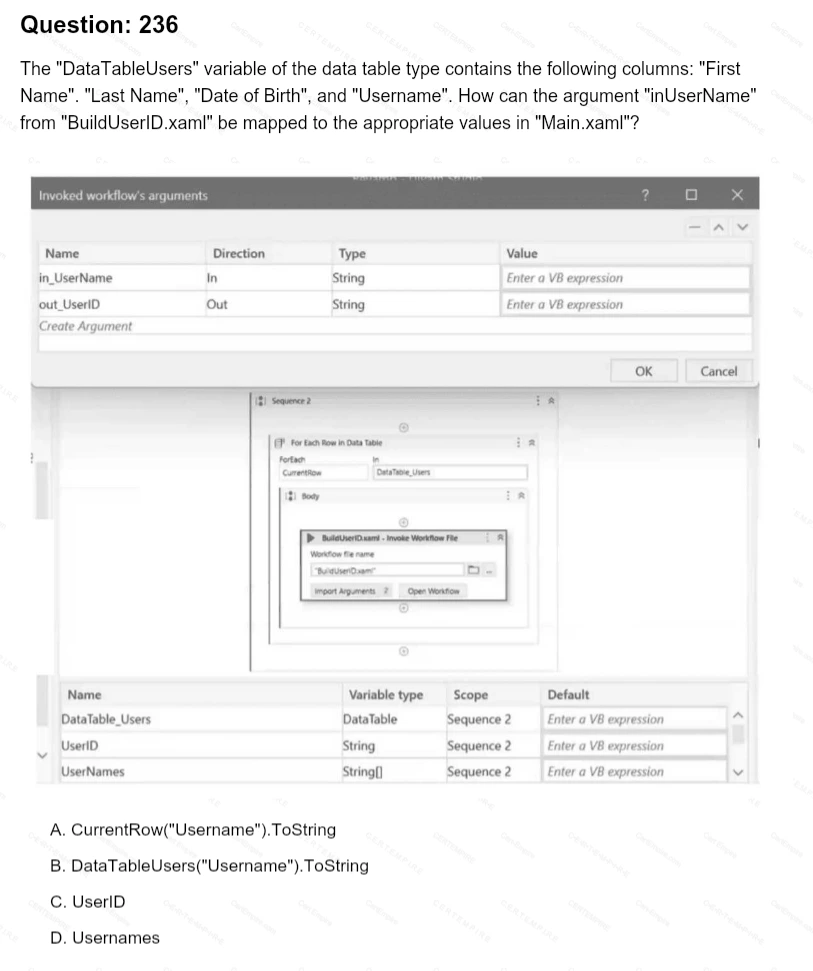 Question: 236
The "DataTableUsers" variable of the data table type contains the following columns: "First
Name". "Last Name", "Date of Birth", and "Username". How can the argument "inUserName"
from "BuildUserID.xaml" be mapped to the appropriate values in "Main.xaml"?
Invoked workflow's arguments
Name Direction Type Value
in_UserName In String Enter a VB expression
out_UserID Out String Enter a VB expression
Create Argument
OK Cancel
Sequence 2
For Each Row in Data Table
ForEach In
CurrentRow DataTable_Users
Body
BuildUserID.xaml - Invoke Workflow File
Workflow file name
"BuildUserID.xaml"
Import Arguments 2 Open Workflow
Name Variable type Scope Default
DataTable_Users DataTable Sequence 2 Enter a VB expression
UserID String Sequence 2 Enter a VB expression
UserNames String[] Sequence 2 Enter a VB expression
A. CurrentRow("Username").ToString
B. DataTableUsers("Username").ToString
C. UserID
D. Usernames